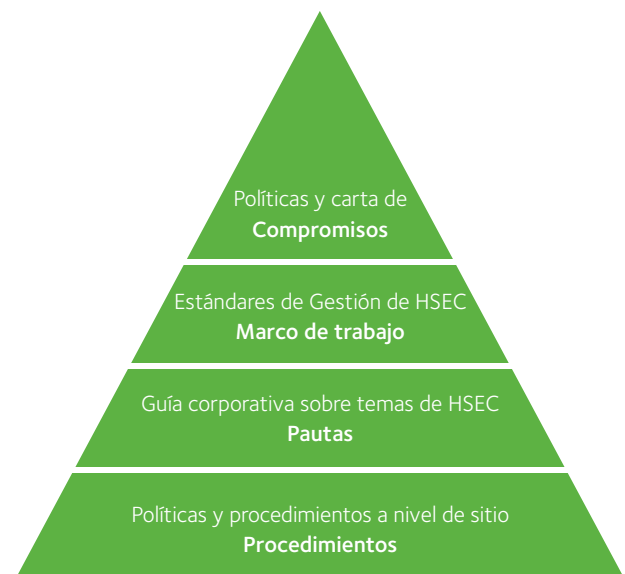 Políticas y carta de
Compromisos
Estándares de Gestión de HSEC
Marco de trabajo
Guía corporativa sobre temas de HSEC
Pautas
Políticas y procedimientos a nivel de sitio
Procedimientos